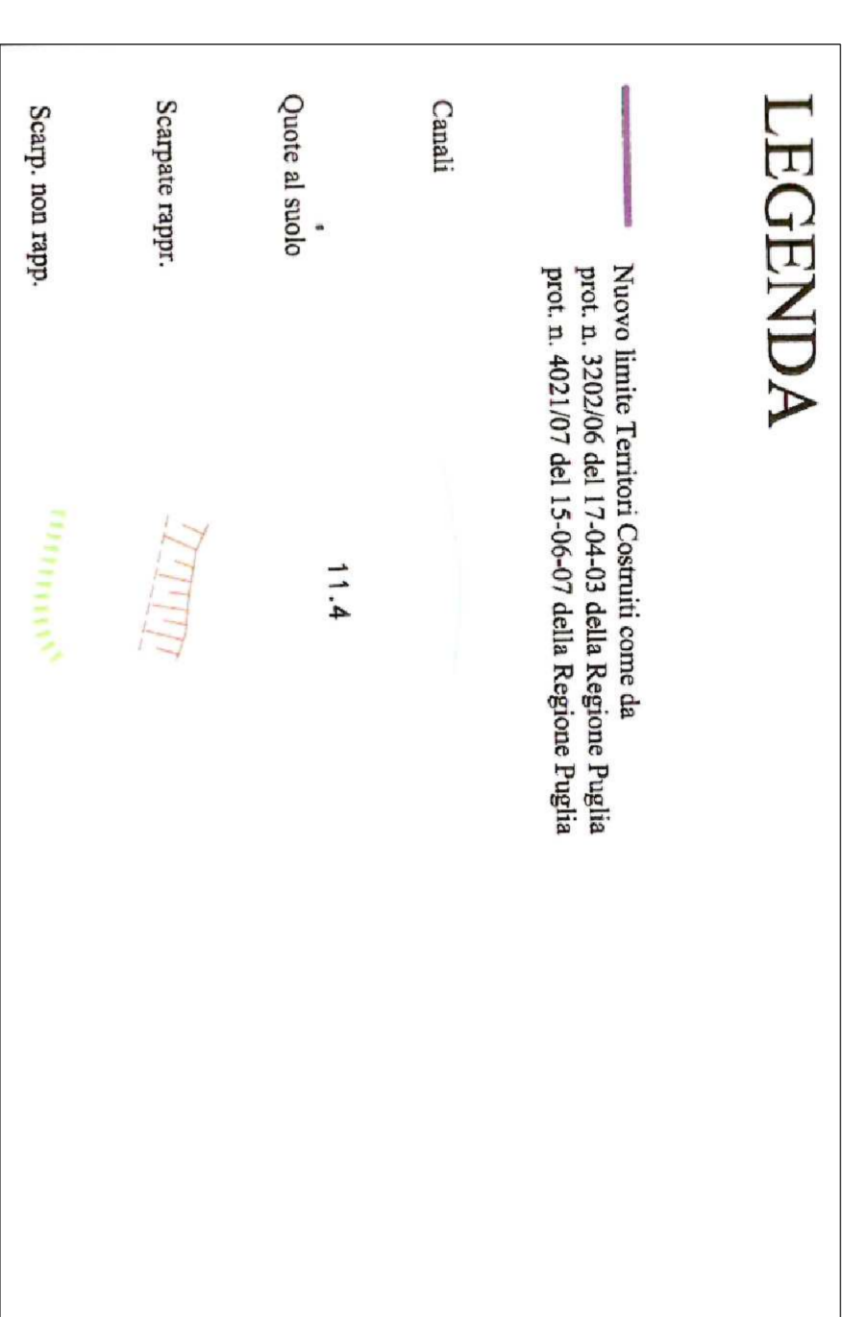 LEGENDA
Nuovo limite Territori Costruiti come da
prot. n. 3202/06 del 17-04-03 della Regione Puglia
prot. n. 4021/07 del 15-06-07 della Regione Puglia
Canali
Quote al suolo
11.4
Scarpate rappr.
Scarp. non rapp.